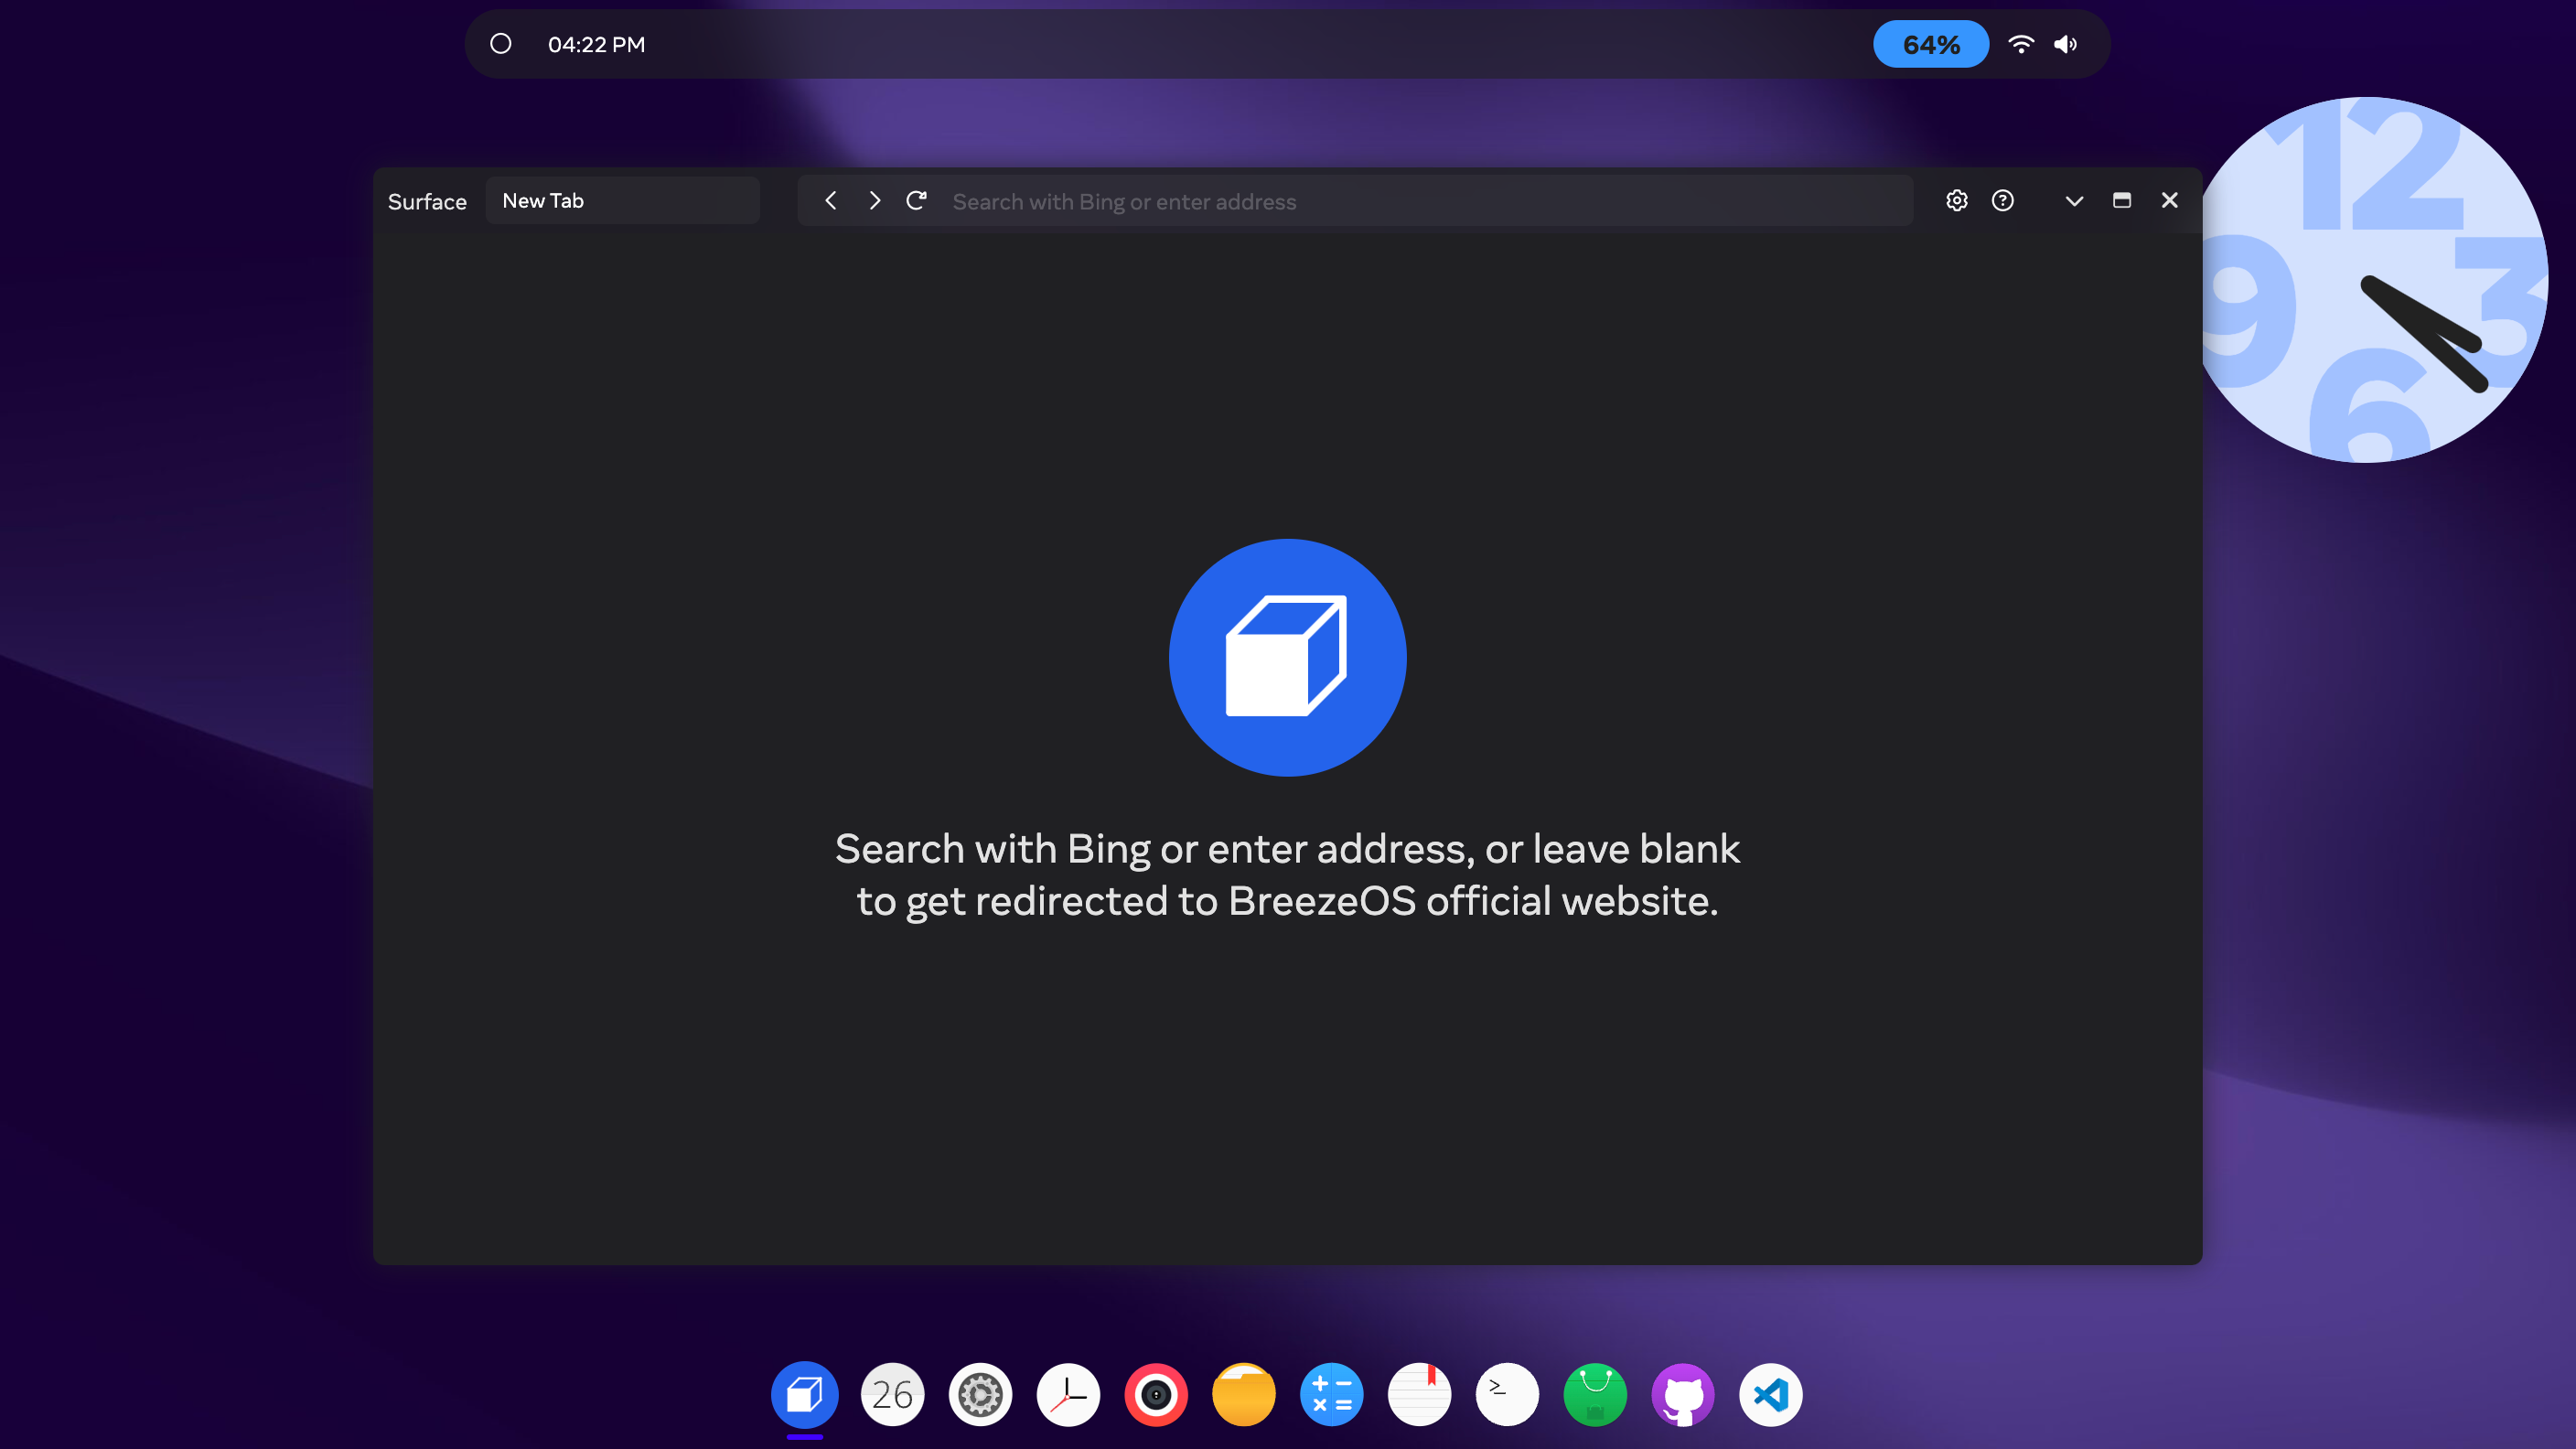 04:22 PM
64%
Surface
New Tab
Search with Bing or enter address
12
3
9
6
Search with Bing or enter address, or leave blank
to get redirected to BreezeOS official website.
26
>_